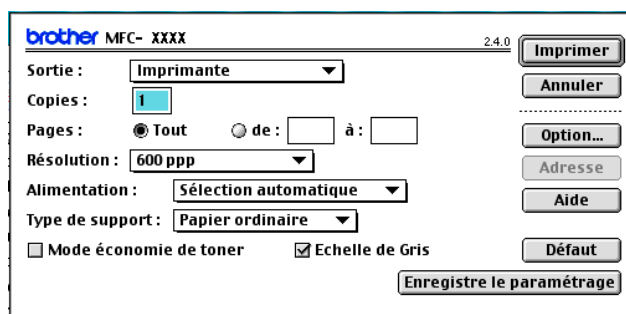 brother MFC- XXXX 2.4.0 Imprimer
Sortie : Imprimante
Annuler
Copies : 1
Pages : Tout de : à :
Option...
Résolution : 600 ppp
Adresse
Alimentation : Sélection automatique
Aide
Type de support : Papier ordinaire
Mode économie de toner Echelle de Gris Défaut
Enregistre le paramétrage